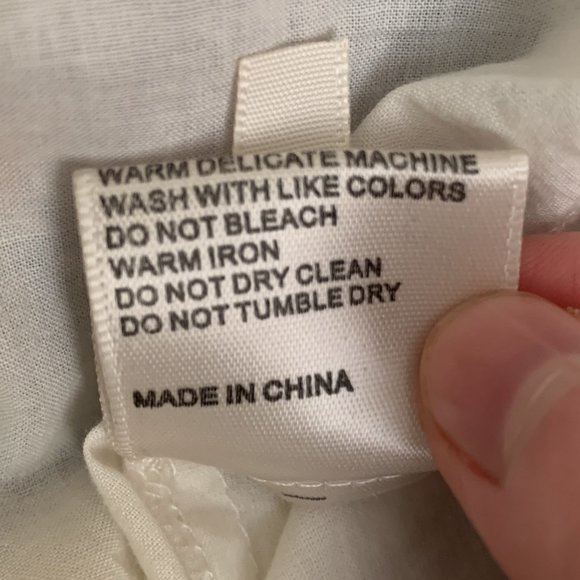 WARM DELICATE MACHINE
WASH WITH LIKE COLORS
DO NOT BLEACH
WARM IRON
DO NOT DRY CLEAN
DO NOT TUMBLE DRY
MADE IN CHINA